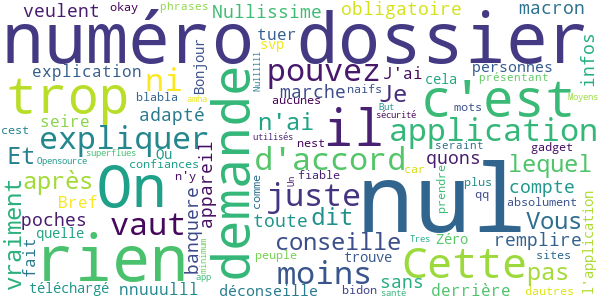 veulent okay phrases Nullissime obligatoire macron
numéro dossier
explication ni Bonjour tuer svp personnes infos
trop blabla pouvez J'ai cela présentant
marche naifs Je c'est
seire adapté aucunes mots But sécurité Moyens
expliquer demande n'ai il application
cest Et Ou nest utilisés seraint gadget
Opensource superflues confiances d'accord fiable quons lequel
après On n'y appareil juste comme Un car plus compte
vraiment Bref vaut banquere toute dit nul prendre qq absolument Vous
poches rien conseille Zéro remplire
quelle fait moins peuple trouve Cette pas sites
téléchargé nnuuulll minimum app amha déconseille bidon sans santé Tres derrière dautres l'application
Nulllll